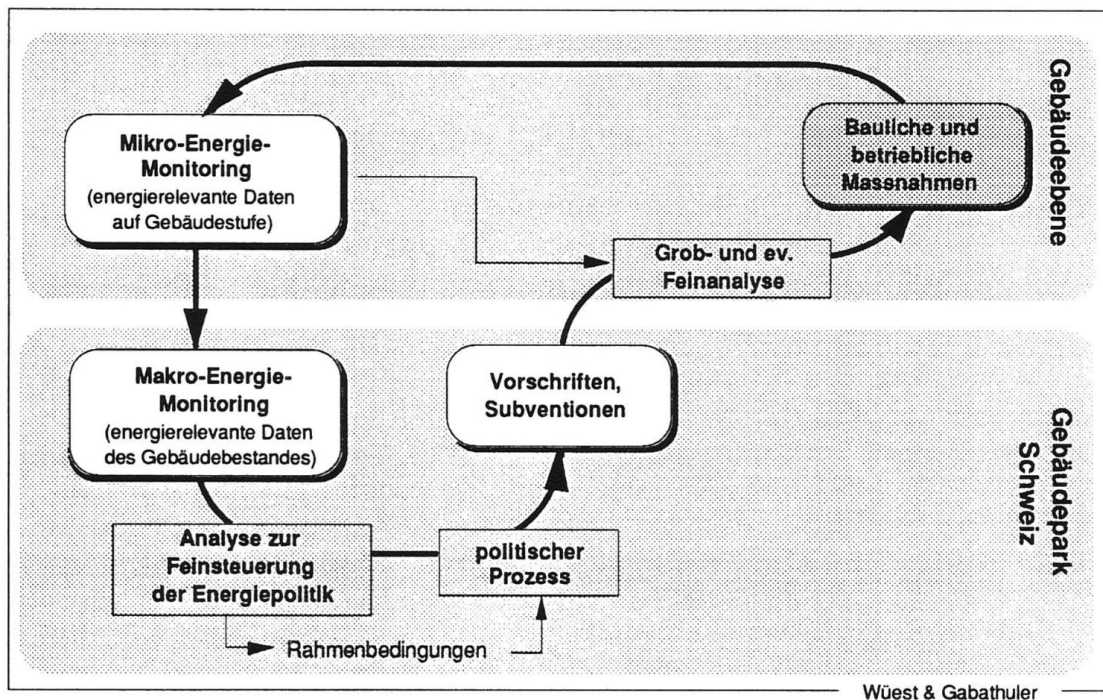 Gebäudeebene
Mikro-Energie-
Monitoring
(energierelevante Daten
auf Gebäudestufe)
Bauliche und
betriebliche
Massnahmen
Grob- und ev.
Feinanalyse
Gebäudepark
Schweiz
Makro-Energie-
Monitoring
(energierelevante Daten
des Gebäudebestandes)
Vorschriften,
Subventionen
Analyse zur
Feinsteuerung
der Energiepolitik
politischer
Prozess
Rahmenbedingungen
Wüest & Gabathuler